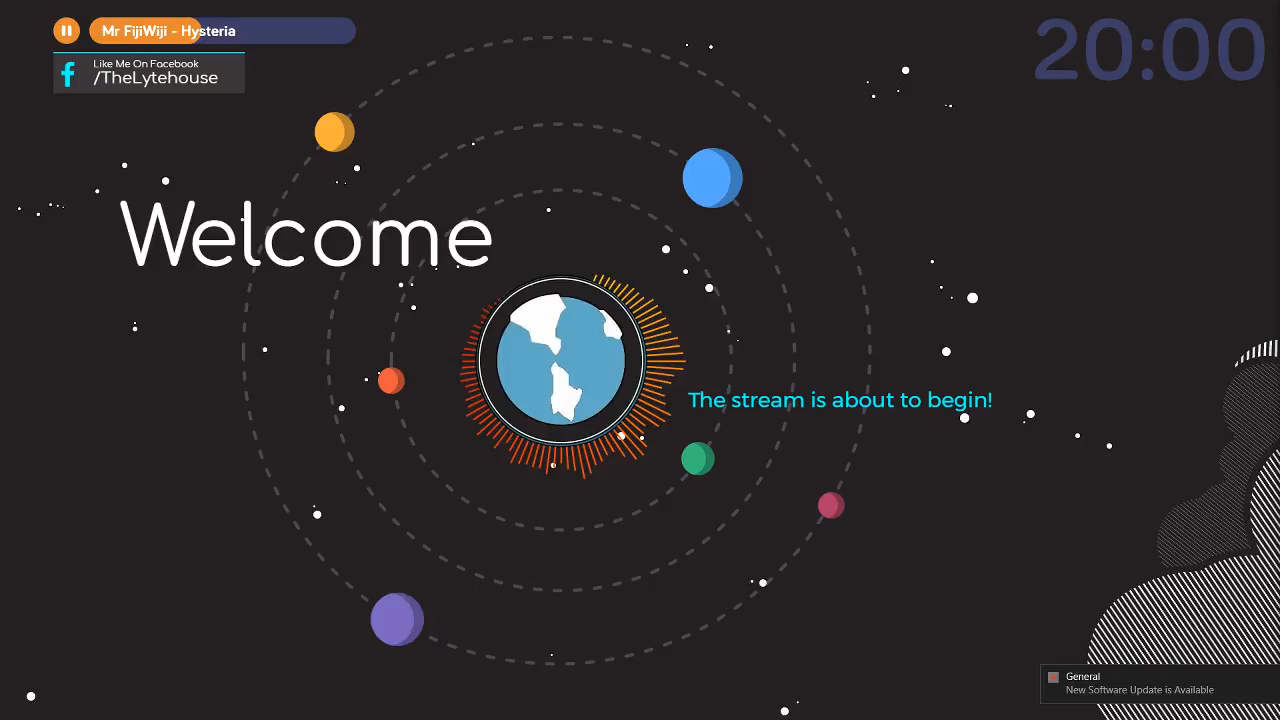 Mr FijiWiji - Hysteria
20:00
Like Me On Facebook
/TheLytehouse
Welcome
The stream is about to begin!
General
New Software Update is Available